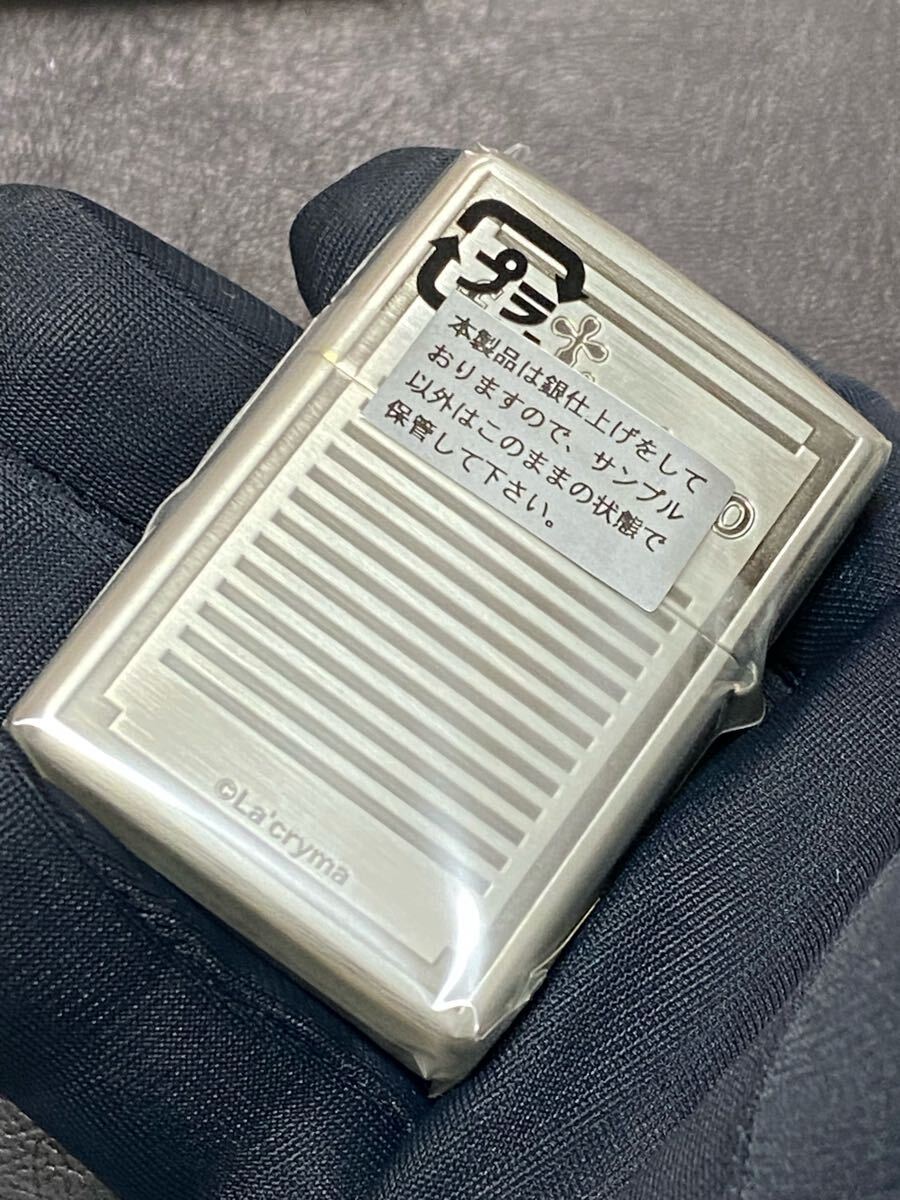 プラ
本製品は銀仕上げをして
おりますので、サンプル
以外はこのままの状態で
保管して下さい。
©La'cryma